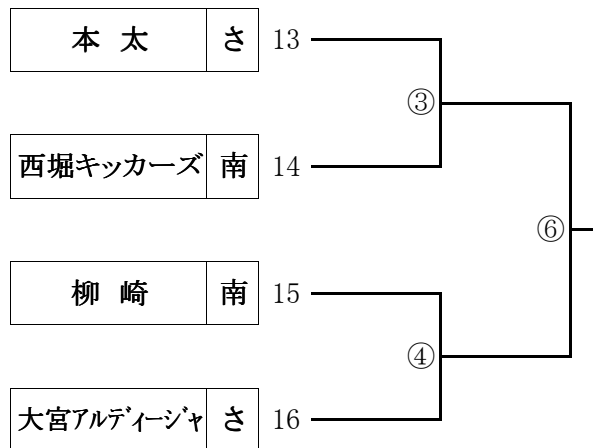 本太 さ 13
③
西堀キッカーズ 南 14
⑥
柳崎 南 15
④
大宮アルディージャ さ 16